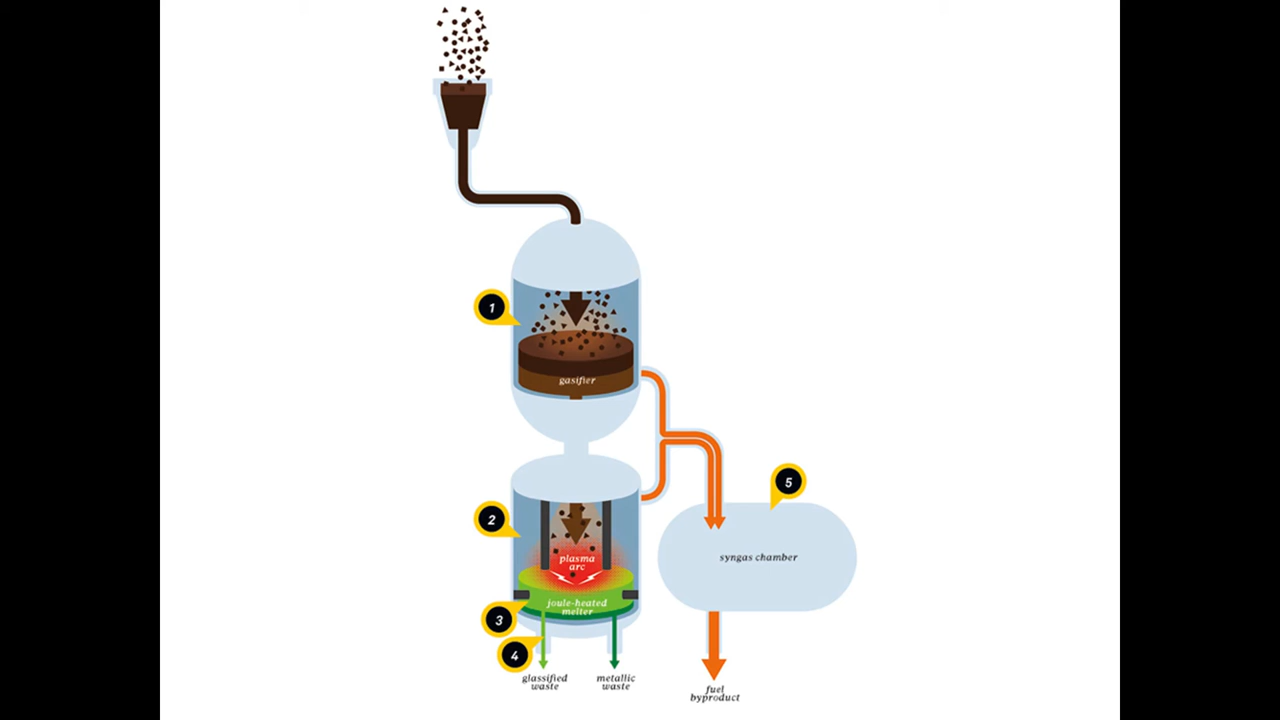 1
gasifier
2
plasma
arc
5
syngas chamber
joule-heated
melter
3
4
glassified
waste
metallic
waste
fuel
byproduct